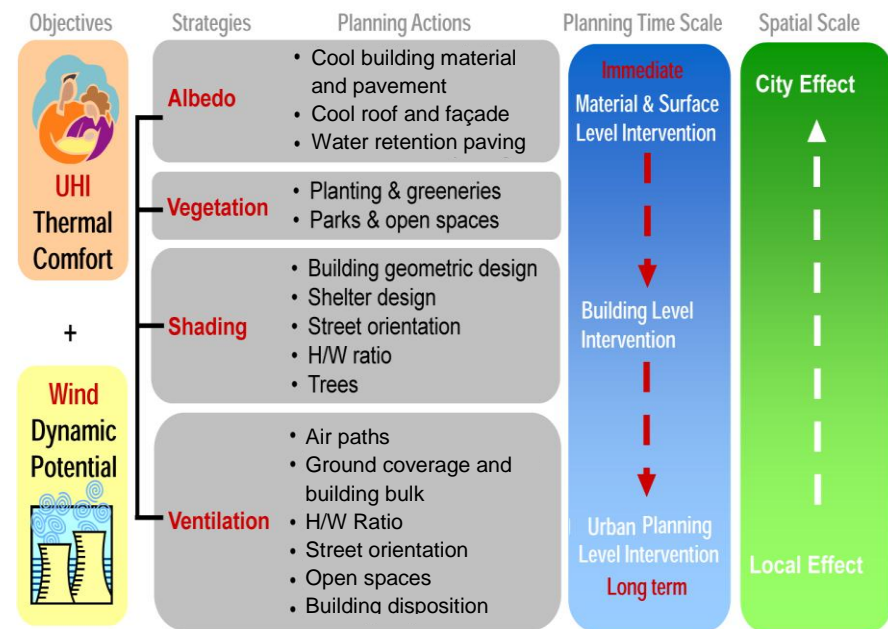 Objectives
Strategies
Planning Actions
Planning Time Scale
Spatial Scale
UHI
Thermal
Comfort
+
Wind
Dynamic
Potential
Albedo
• Cool building material
and pavement
• Cool roof and façade
• Water retention paving
Vegetation
• Planting & greeneries
• Parks & open spaces
Shading
• Building geometric design
• Shelter design
• Street orientation
• H/W ratio
• Trees
Ventilation
• Air paths
• Ground coverage and
building bulk
• H/W Ratio
• Street orientation
• Open spaces
• Building disposition
Immediate
Material & Surface
Level Intervention
Building Level
Intervention
Urban Planning
Level Intervention
Long term
City Effect
Local Effect